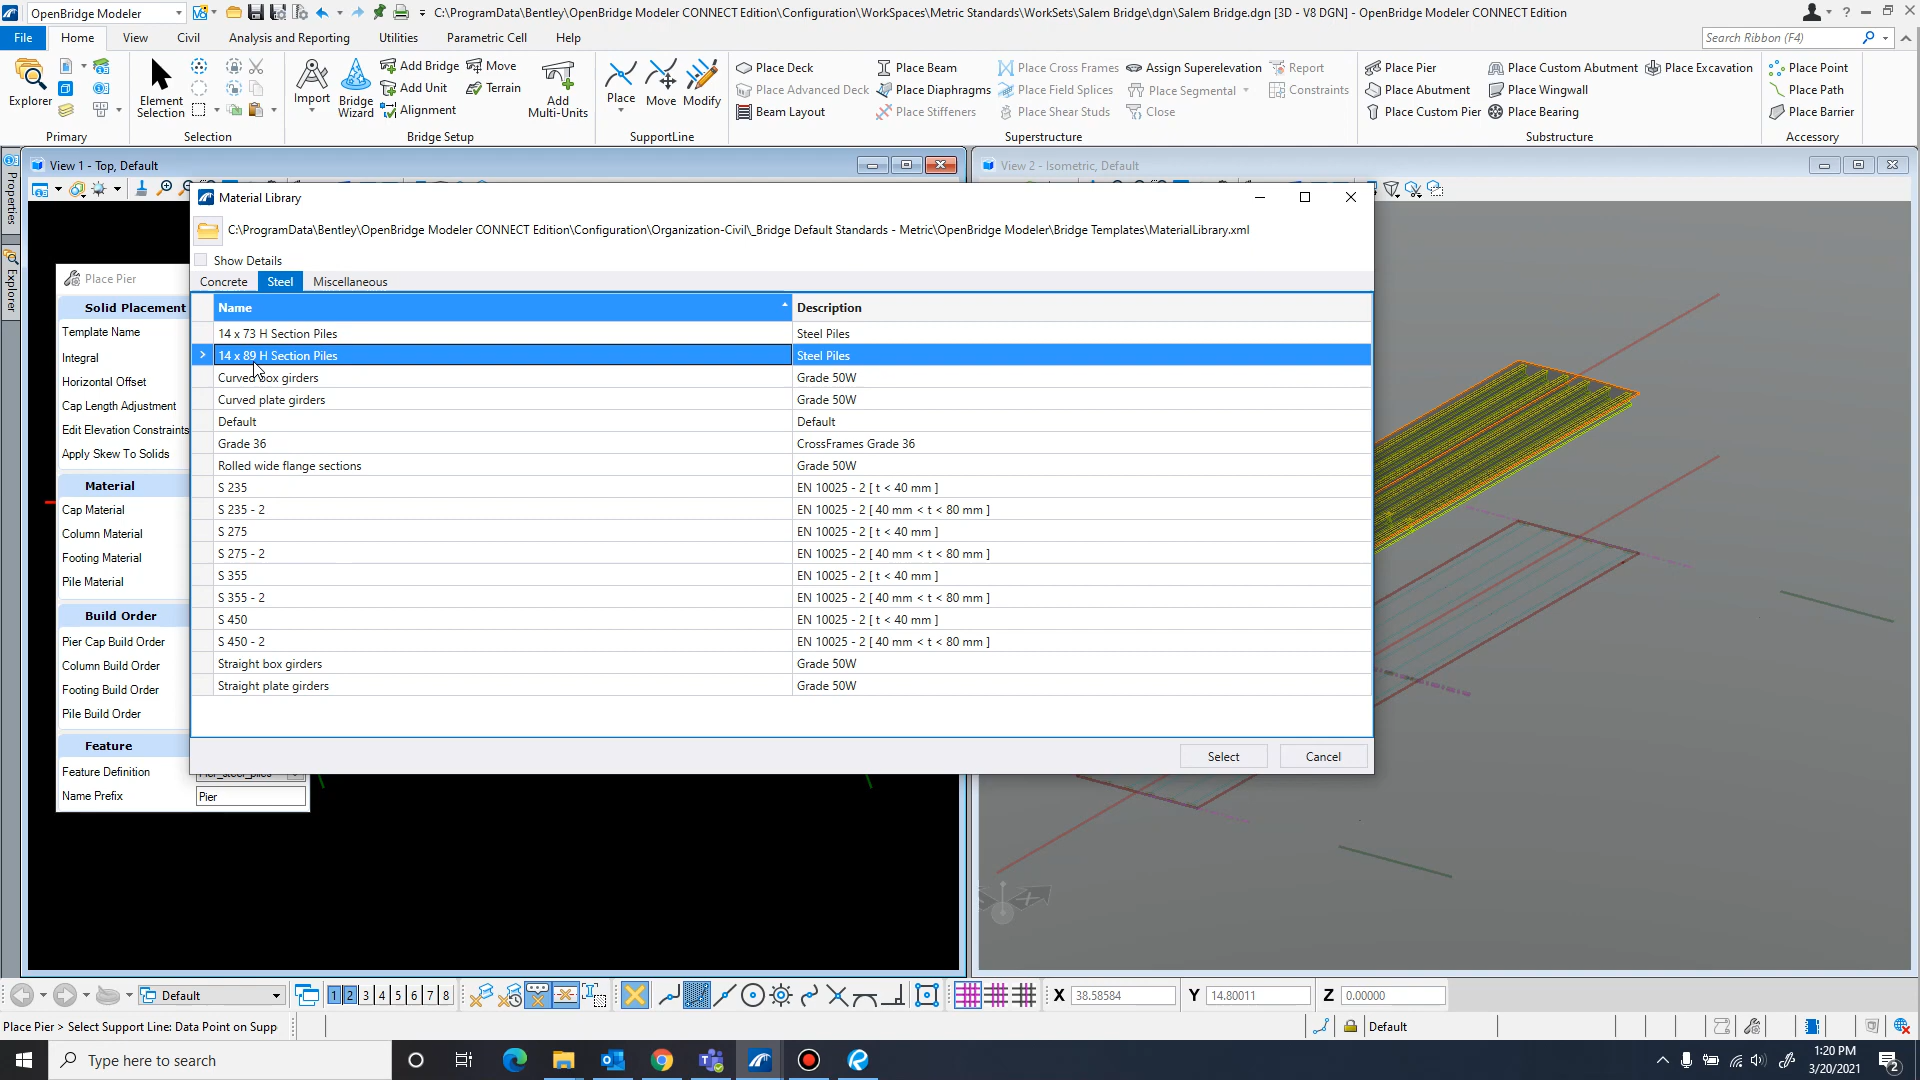 OpenBridge Modeler
C:\ProgramData\Bentley\OpenBridge Modeler CONNECT Edition\Configuration\WorkSpaces\Metric Standards\WorkSets\Salem Bridge\dgn\Salem Bridge.dgn [3D - V8 DGN] - OpenBridge Modeler CONNECT Edition
File Home View Civil Analysis and Reporting Utilities Parametric Cell Help
Search Ribbon (F4)
Explorer
Primary
Element Selection
Selection
Import
Bridge Wizard
Add Bridge
Add Unit
Alignment
Move
Terrain
Add Multi-Units
Bridge Setup
Place
Move
Modify
SupportLine
Place Deck
Place Advanced Deck
Beam Layout
Place Beam
Place Diaphragms
Place Stiffeners
Place Cross Frames
Place Field Splices
Place Shear Studs
Assign Superelevation
Place Segmental
Close
Report
Constraints
Superstructure
Place Pier
Place Abutment
Place Custom Pier
Place Custom Abutment
Place Wingwall
Place Bearing
Place Excavation
Substructure
Place Point
Place Path
Place Barrier
Accessory
Properties
Explorer
View 1 - Top, Default
View 2 - Isometric, Default
Material Library
C:\ProgramData\Bentley\OpenBridge Modeler CONNECT Edition\Configuration\Organization-Civil\_Bridge Default Standards - Metric\OpenBridge Modeler\Bridge Templates\MaterialLibrary.xml
Show Details
Concrete Steel Miscellaneous
Name Description
14 x 73 H Section Piles Steel Piles
14 x 89 H Section Piles Steel Piles
Curved box girders Grade 50W
Curved plate girders Grade 50W
Default Default
Grade 36 CrossFrames Grade 36
Rolled wide flange sections Grade 50W
S 235 EN 10025 - 2 [ t < 40 mm ]
S 235 - 2 EN 10025 - 2 [ 40 mm < t < 80 mm ]
S 275 EN 10025 - 2 [ t < 40 mm ]
S 275 - 2 EN 10025 - 2 [ 40 mm < t < 80 mm ]
S 355 EN 10025 - 2 [ t < 40 mm ]
S 355 - 2 EN 10025 - 2 [ 40 mm < t < 80 mm ]
S 450 EN 10025 - 2 [ t < 40 mm ]
S 450 - 2 EN 10025 - 2 [ 40 mm < t < 80 mm ]
Straight box girders Grade 50W
Straight plate girders Grade 50W
Select Cancel
Place Pier
Solid Placement
Template Name
Integral
Horizontal Offset
Cap Length Adjustment
Edit Elevation Constraints
Apply Skew To Solids
Material
Cap Material
Column Material
Footing Material
Pile Material
Build Order
Pier Cap Build Order
Column Build Order
Footing Build Order
Pile Build Order
Feature
Feature Definition Pier_steel_piles
Name Prefix Pier
Default 1 2 3 4 5 6 7 8 X 38.58584 Y 14.80011 Z 0.00000
Place Pier > Select Support Line: Data Point on Supp Default
Type here to search
1:20 PM
3/20/2021
2